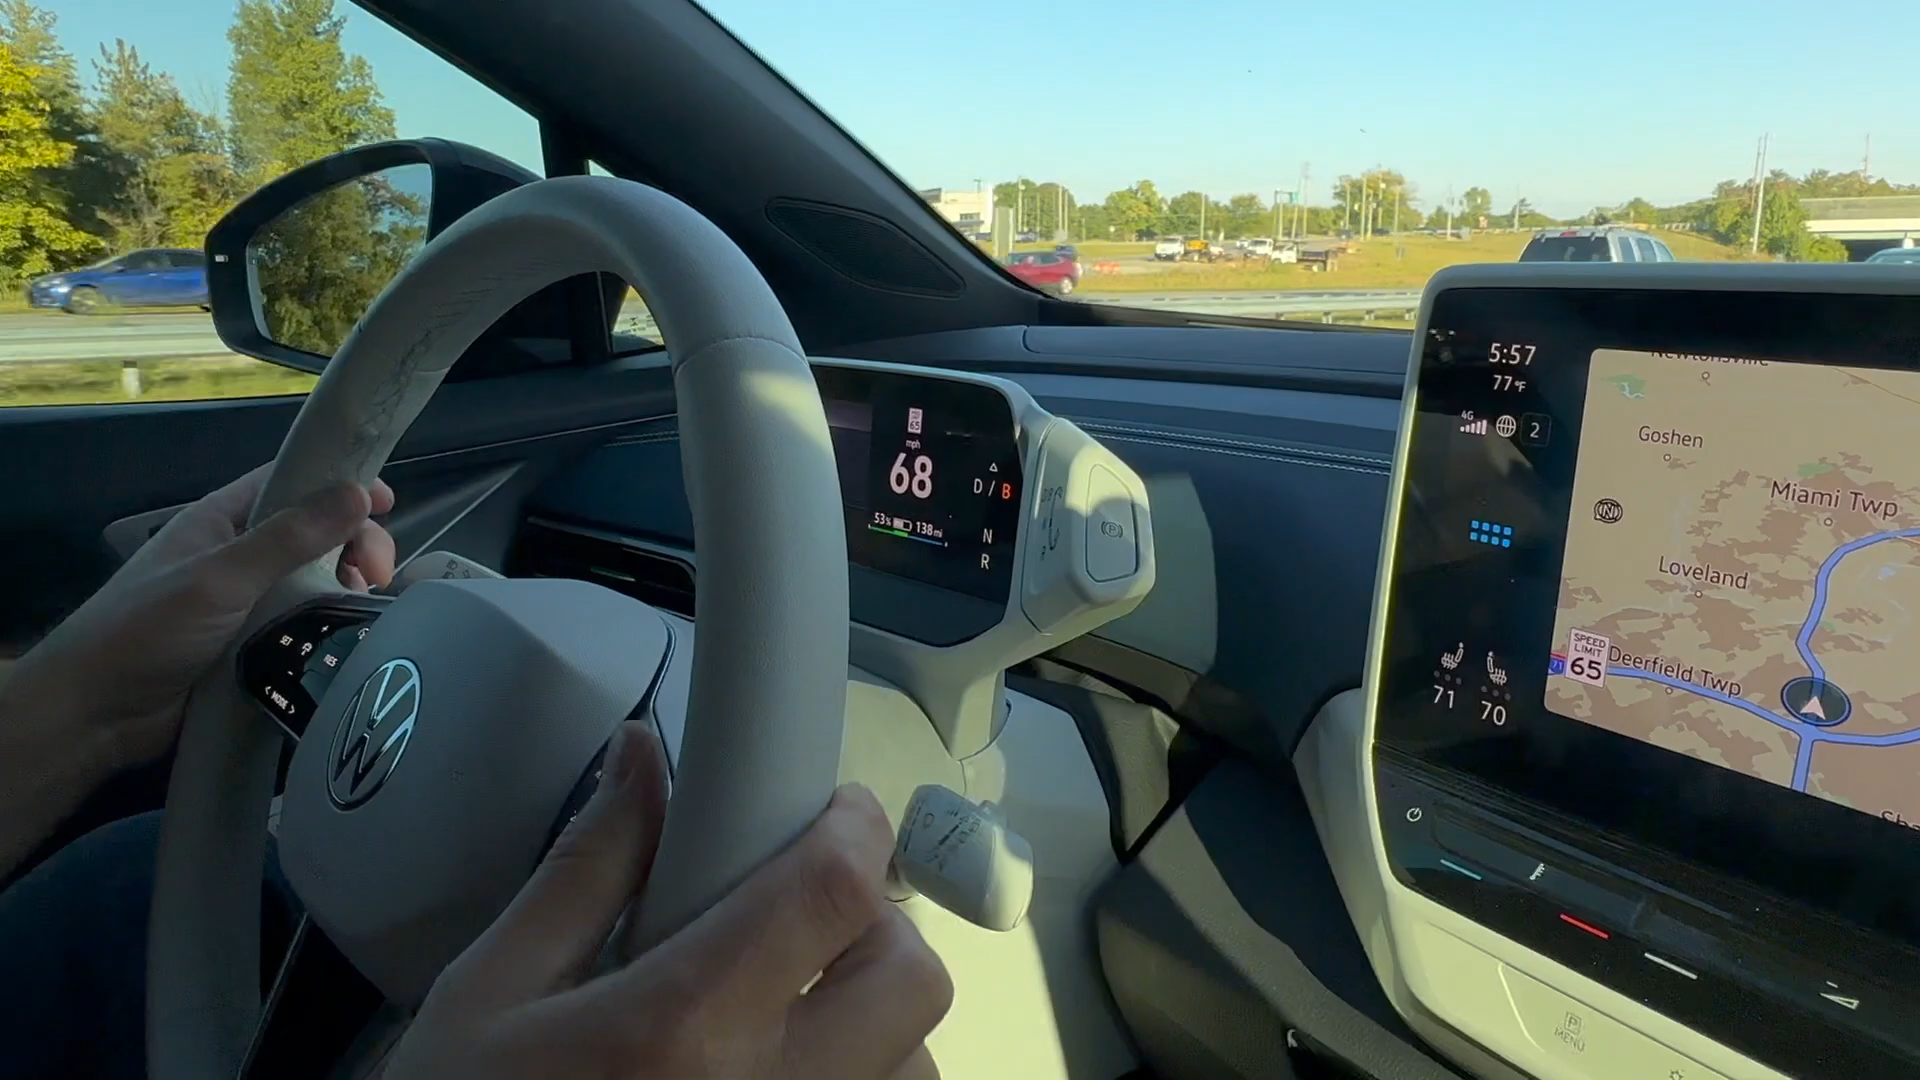 65
mph
68
D / B
53% 138 mi
N
R
P
SET
+
-
RES
< MODE >
5:57
77°F
4G
2
Goshen
Miami Twp
Loveland
SPEED
LIMIT
65
71
Deerfield Twp
71
70
P
MENU